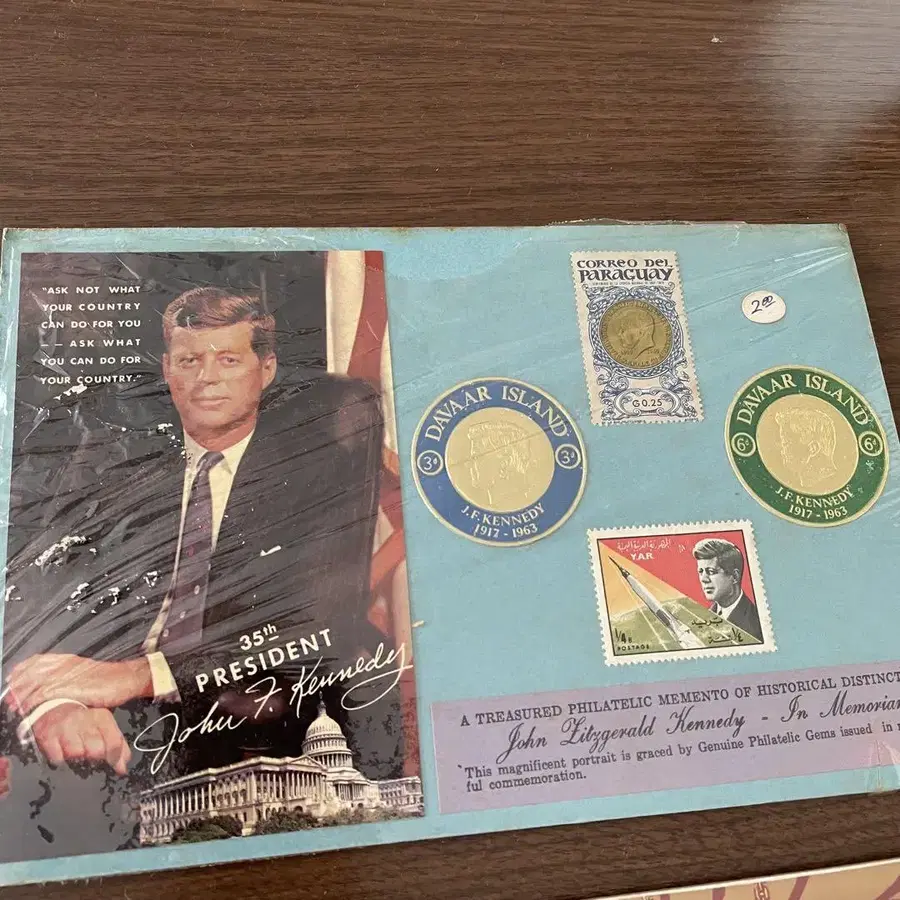 "ASK NOT WHAT
YOUR COUNTRY
CAN DO FOR YOU
-- ASK WHAT
YOU CAN DO FOR
YOUR COUNTRY."
35th
PRESIDENT
John F. Kennedy
CORREO DEL
PARAGUAY
G 0.25
2.00
DAVAAR ISLAND
3d 3d
J.F. KENNEDY
1917 - 1963
DAVAAR ISLAND
6d 6d
J.F. KENNEDY
1917 - 1963
Y.A.R.
1/4 B
POSTAGE
بريد
A TREASURED PHILATELIC MEMENTO OF HISTORICAL DISTINCT
John Fitzgerald Kennedy - In Memoriam
This magnificent portrait is graced by Genuine Philatelic Gems issued in
ful commemoration.